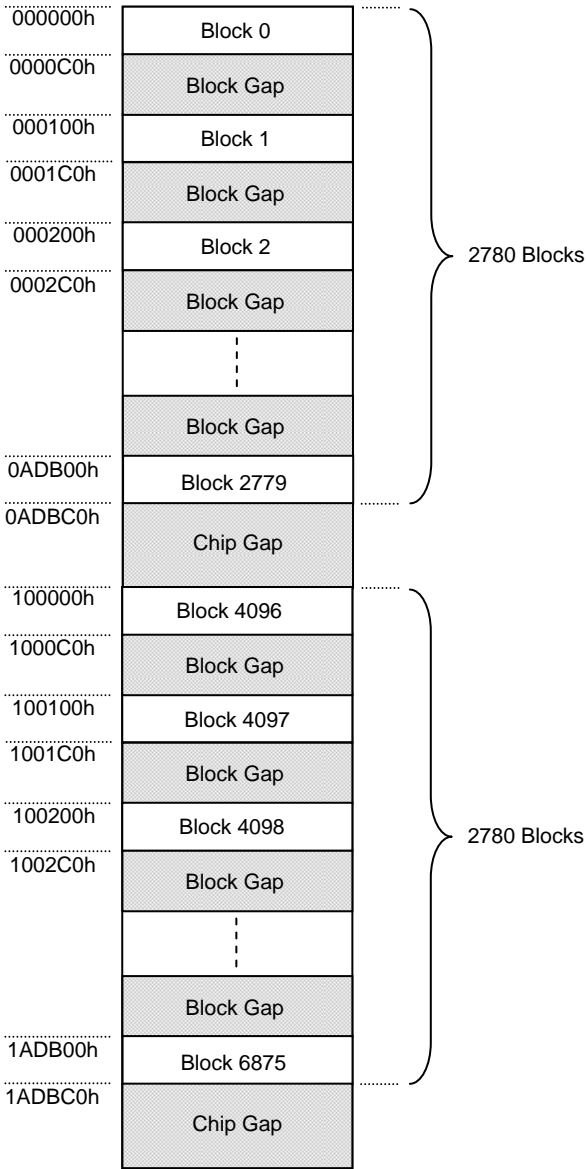 000000h
Block 0
0000C0h
Block Gap
000100h
Block 1
0001C0h
Block Gap
000200h
Block 2
2780 Blocks
0002C0h
Block Gap
Block Gap
0ADB00h
Block 2779
0ADBC0h
Chip Gap
100000h
Block 4096
1000C0h
Block Gap
100100h
Block 4097
1001C0h
Block Gap
100200h
Block 4098
2780 Blocks
1002C0h
Block Gap
Block Gap
1ADB00h
Block 6875
1ADBC0h
Chip Gap